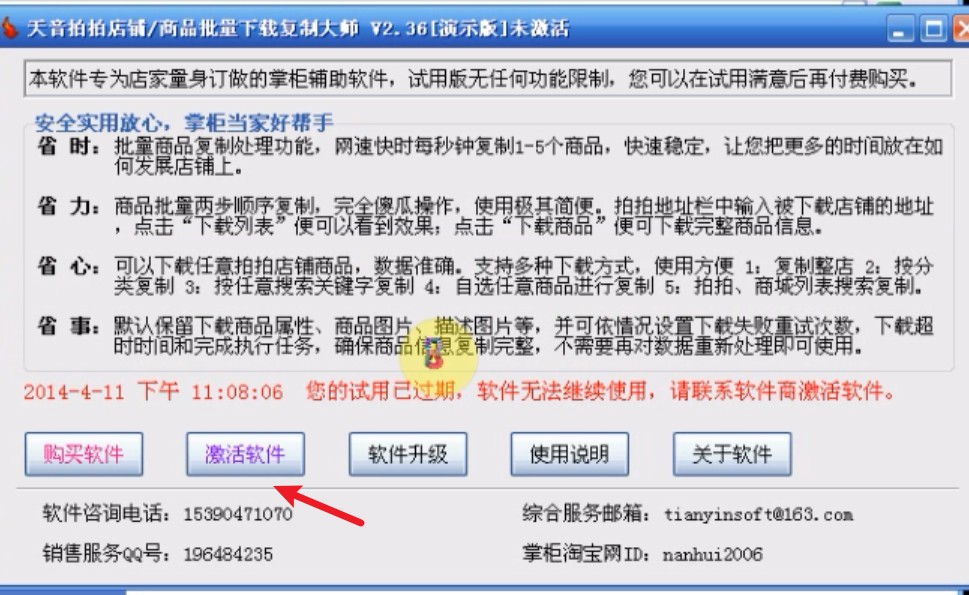 天音拍拍店铺/商品批量下载复制大师 V2.36[演示版]未激活
本软件专为店家量身订做的掌柜辅助软件，试用版无任何功能限制，您可以在试用满意后再付费购买。
安全实用放心，掌柜当家好帮手
省 时：批量商品复制处理功能，网速快时每秒钟复制1-5个商品，快速稳定，让您把更多的时间放在如
何发展店铺上。
省 力：商品批量两步顺序复制，完全傻瓜操作，使用极其简便。拍拍地址栏中输入被下载店铺的地址
，点击“下载列表”便可以看到效果；点击“下载商品”便可下载完整商品信息。
省 心：可以下载任意拍拍店铺商品，数据准确。支持多种下载方式，使用方便 1：复制整店 2：按分
类复制 3：按任意搜索关键字复制 4：自选任意商品进行复制 5：拍拍、商城列表搜索复制。
省 事：默认保留下载商品属性、商品图片、描述图片等，并可依情况设置下载失败重试次数，下载超
时时间和完成执行任务，确保商品信息复制完整，不需要再对数据重新处理即可使用。
2014-4-11 下午 11:08:06 您的试用已过期，软件无法继续使用，请联系软件商激活软件。
购买软件 激活软件 软件升级 使用说明 关于软件
软件咨询电话：15390471070 综合服务邮箱：tianyinsoft@163.com
销售服务QQ号：196484235 掌柜淘宝网ID：nanhui2006